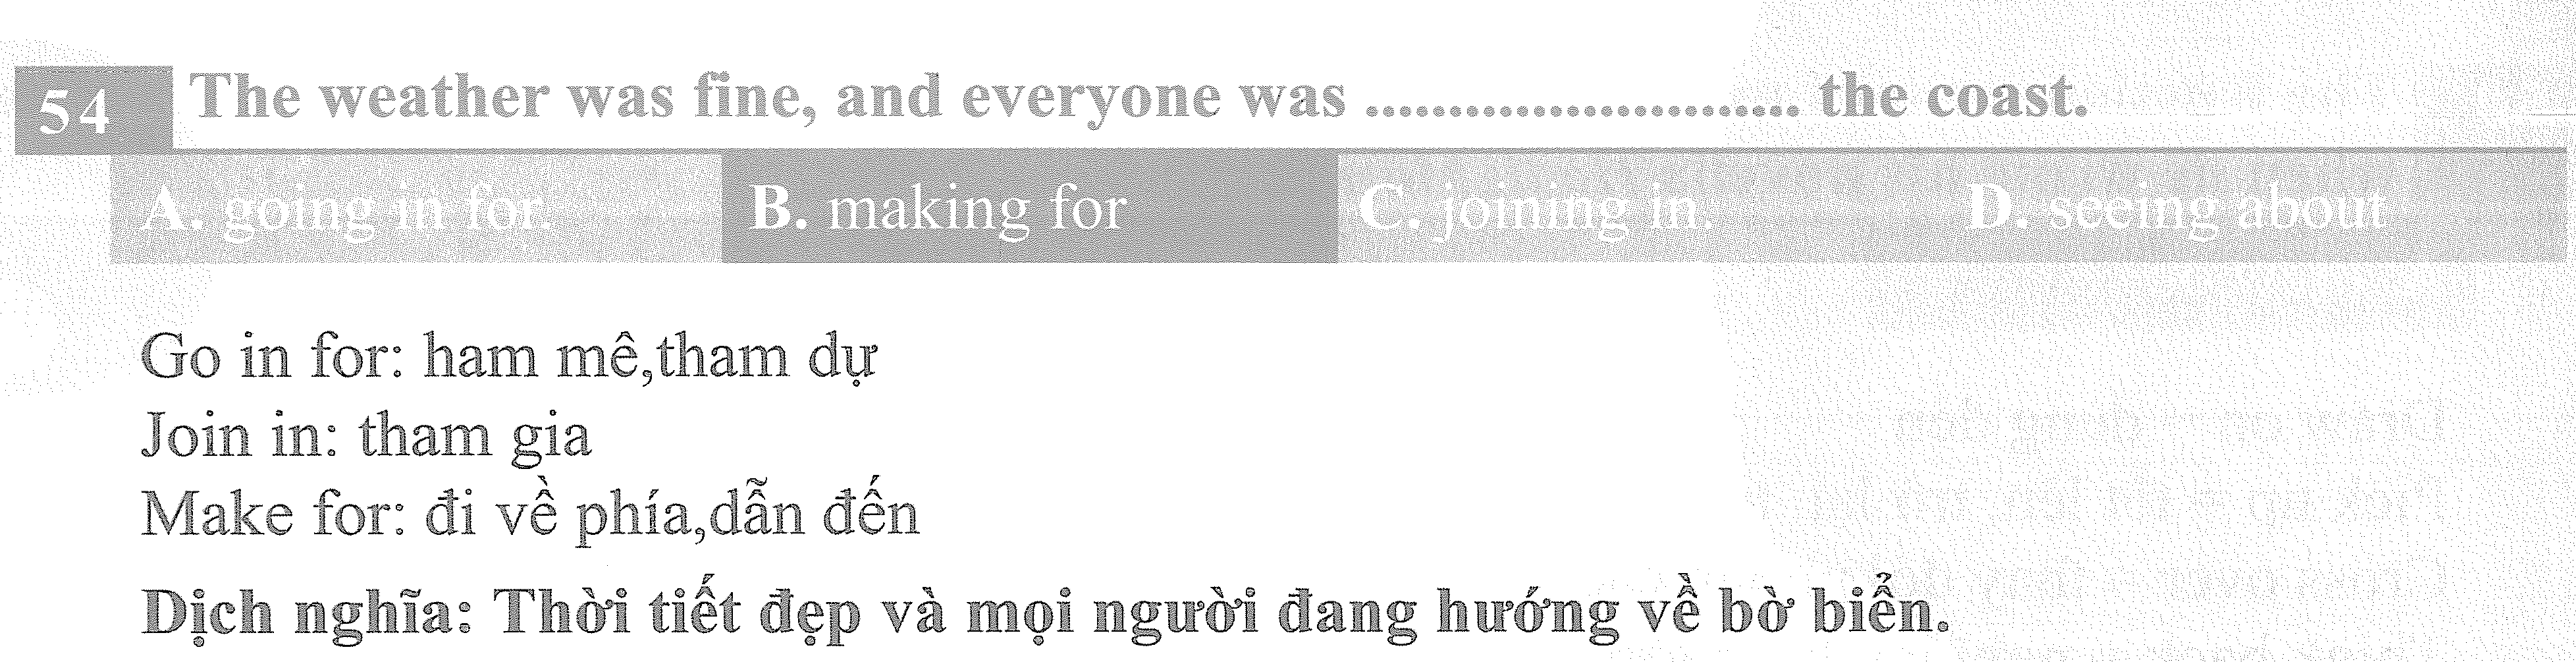 54 The weather was fine, and everyone was .......................... the coast.
A. going in for. B. making for C. joining in. D. seeing about
Go in for: ham mê,tham dự
Join in: tham gia
Make for: đi về phía,dẫn đến
Dịch nghĩa: Thời tiết đẹp và mọi người đang hướng về bờ biển.